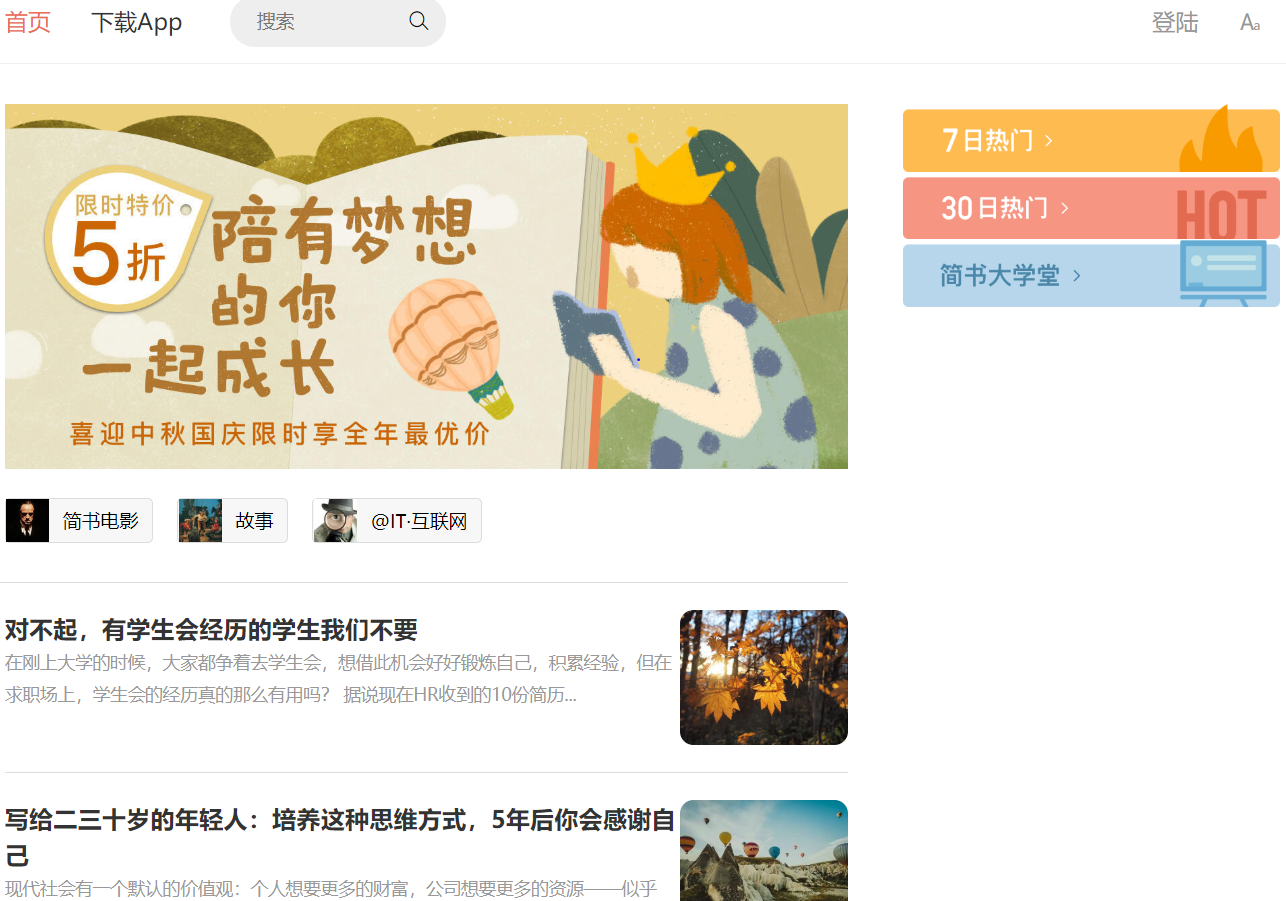 首页 下载App 搜索 登陆 Aa
限时特价
5折
陪有梦想
的你
一起成长
喜迎中秋国庆限时享全年最优价
7日热门 >
30日热门 >
HOT
简书大学堂 >
简书电影 故事 @IT·互联网
对不起，有学生会经历的学生我们不要
在刚上大学的时候，大家都争着去学生会，想借此机会好好锻炼自己，积累经验，但在
求职场上，学生会的经历真的那么有用吗？ 据说现在HR收到的10份简历...
写给二三十岁的年轻人：培养这种思维方式，5年后你会感谢自
己
现代社会有一个默认的价值观：个人想要更多的财富，公司想要更多的资源——似乎